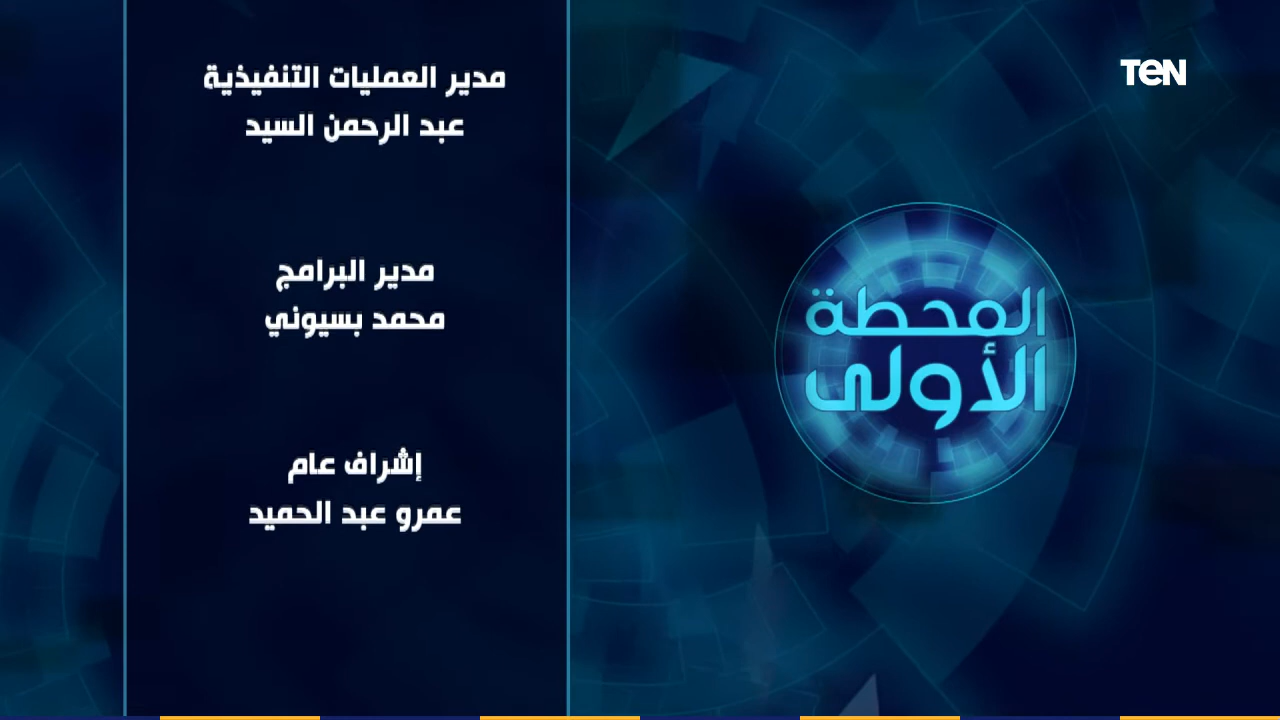 TEN
مدير العمليات التنفيذية
عبد الرحمن السيد
مدير البرامج
محمد بسيوني
إشراف عام
عمرو عبد الحميد
المحطة
الأولى